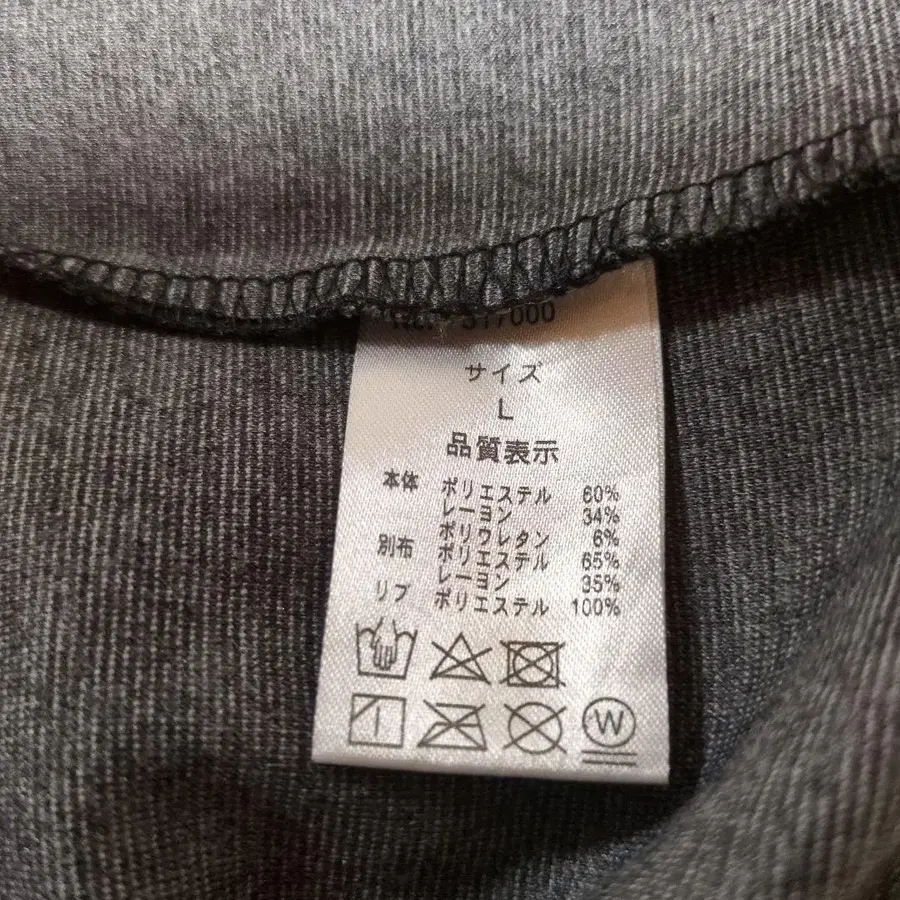 サイズ
L
品質表示
本体 ポリエステル 60%
レーヨン 34%
ポリウレタン 6%
別布 ポリエステル 65%
レーヨン 35%
リブ ポリエステル 100%
W